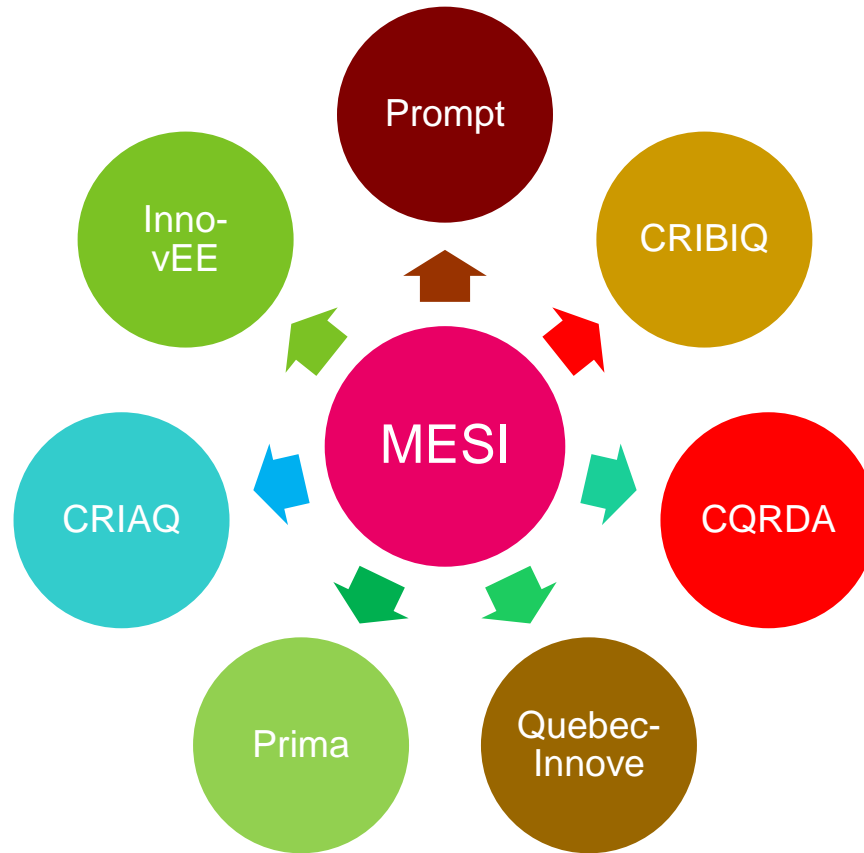 Prompt
Inno-
vEE
CRIBIQ
MESI
CRIAQ
CQRDA
Prima
Quebec-
Innove